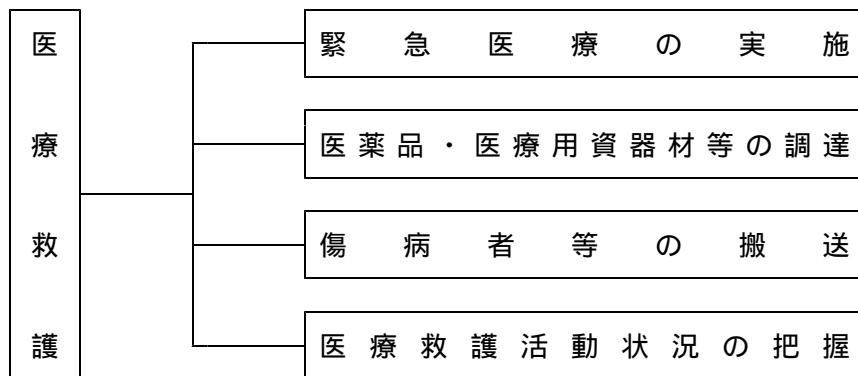 医療救護
緊急医療の実施
医薬品・医療用資器材等の調達
傷病者等の搬送
医療救護活動状況の把握